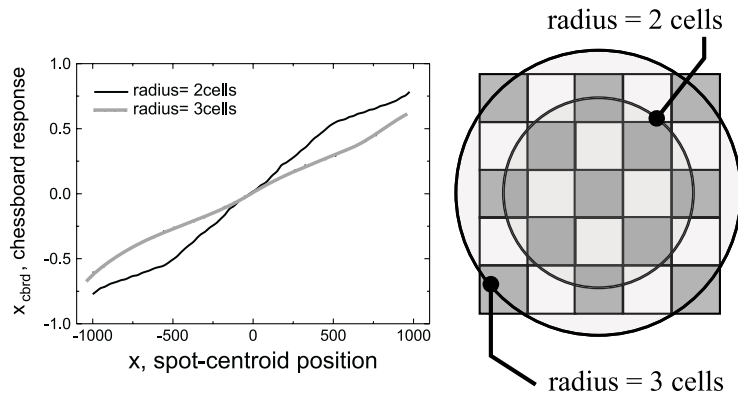 radius = 2 cells
1.0
0.5
0.0
-0.5
-1.0
x_cbrd, chessboard response
radius= 2cells
radius= 3cells
-1000 -500 0 500 1000
x, spot-centroid position
radius = 3 cells